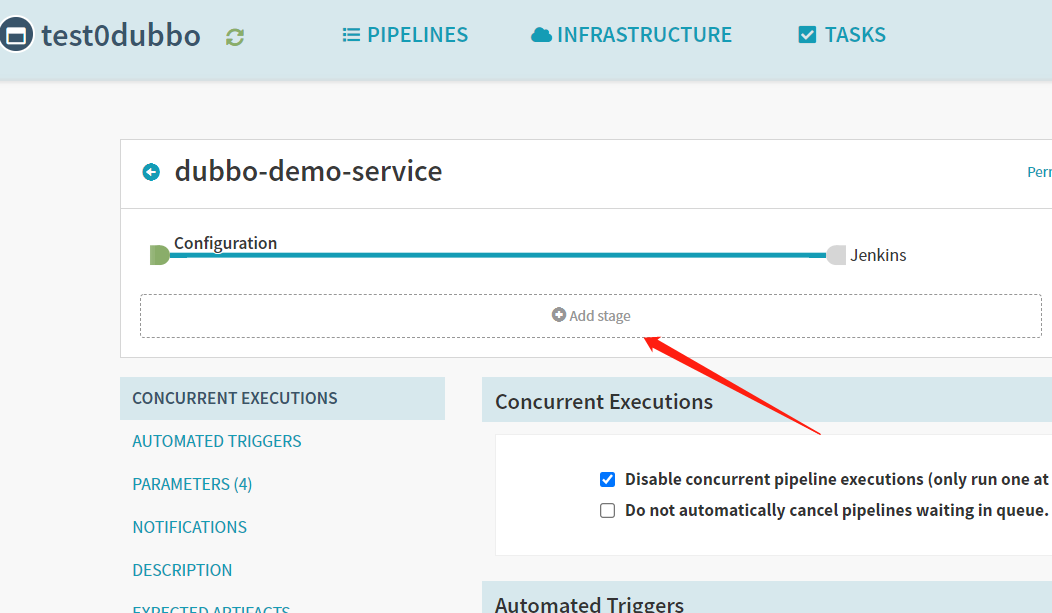 test0dubbo
PIPELINES
INFRASTRUCTURE
TASKS
dubbo-demo-service
Configuration
Jenkins
Add stage
CONCURRENT EXECUTIONS
AUTOMATED TRIGGERS
PARAMETERS (4)
NOTIFICATIONS
DESCRIPTION
EXPECTED ARTIFACTS
Concurrent Executions
Disable concurrent pipeline executions (only run one at
Do not automatically cancel pipelines waiting in queue.
Automated Triggers